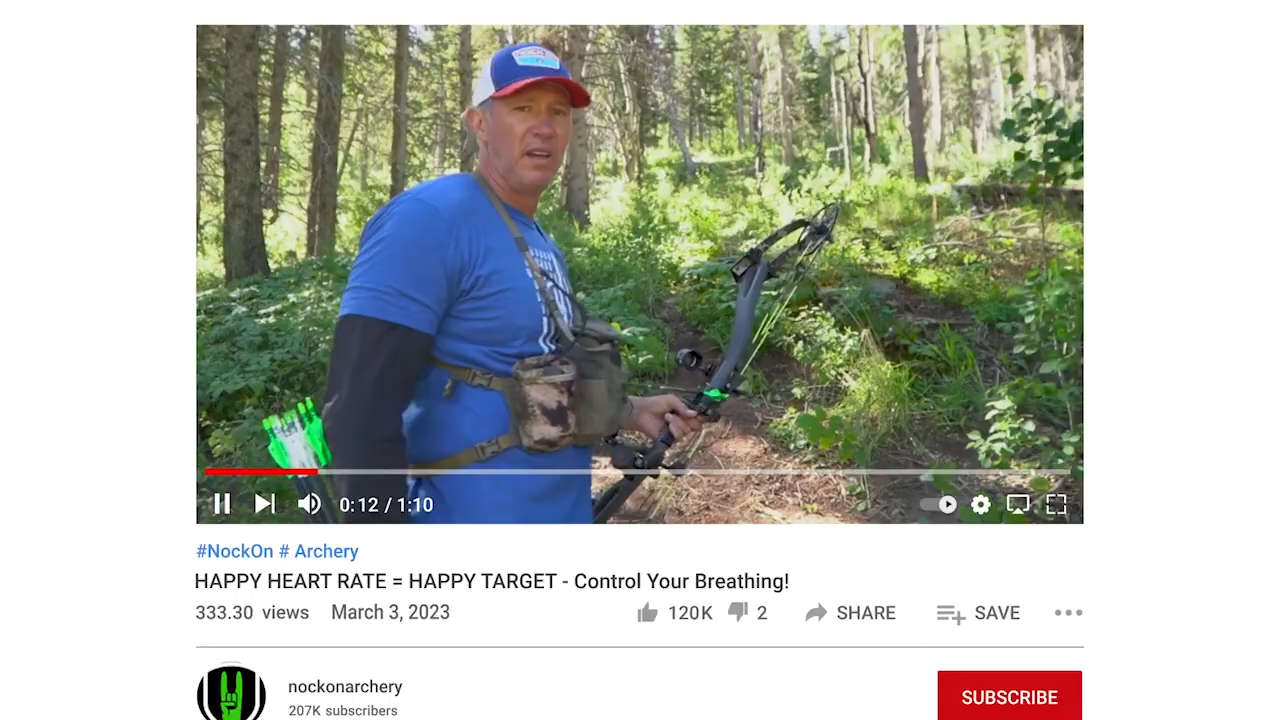 NOCK
0:12 / 1:10
#NockOn # Archery
HAPPY HEART RATE = HAPPY TARGET - Control Your Breathing!
333.30 views March 3, 2023 120K 2 SHARE SAVE
nockonarchery
207K subscribers
SUBSCRIBE